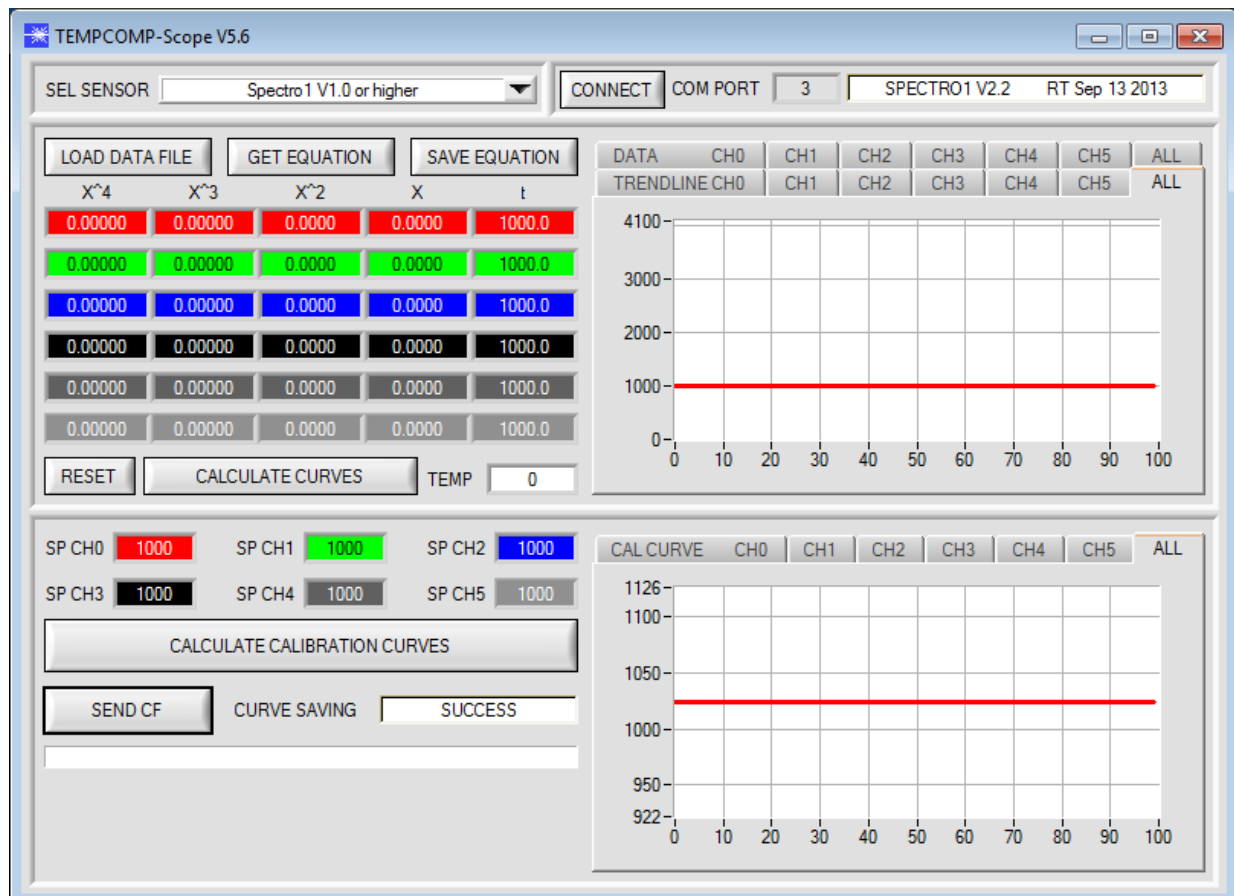 TEMPCOMP-Scope V5.6
SEL SENSOR Spectro1 V1.0 or higher CONNECT COM PORT 3 SPECTRO1 V2.2 RT Sep 13 2013
LOAD DATA FILE GET EQUATION SAVE EQUATION
X^4 X^3 X^2 X t
0.00000 0.00000 0.0000 0.0000 1000.0
0.00000 0.00000 0.0000 0.0000 1000.0
0.00000 0.00000 0.0000 0.0000 1000.0
0.00000 0.00000 0.0000 0.0000 1000.0
0.00000 0.00000 0.0000 0.0000 1000.0
0.00000 0.00000 0.0000 0.0000 1000.0
RESET CALCULATE CURVES TEMP 0
DATA CH0 CH1 CH2 CH3 CH4 CH5 ALL
TRENDLINE CH0 CH1 CH2 CH3 CH4 CH5 ALL
4100
3000
2000
1000
0
0 10 20 30 40 50 60 70 80 90 100
SP CH0 1000 SP CH1 1000 SP CH2 1000
SP CH3 1000 SP CH4 1000 SP CH5 1000
CALCULATE CALIBRATION CURVES
SEND CF CURVE SAVING SUCCESS
CAL CURVE CH0 CH1 CH2 CH3 CH4 CH5 ALL
1126
1100
1050
1000
950
922
0 10 20 30 40 50 60 70 80 90 100